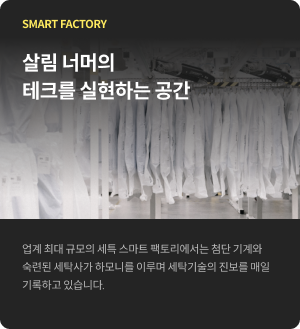 SMART FACTORY
살림 너머의
테크를 실현하는 공간
업계 최대 규모의 세특 스마트 팩토리에서는 첨단 기계와
숙련된 세탁사가 하모니를 이루며 세탁기술의 진보를 매일
기록하고 있습니다.